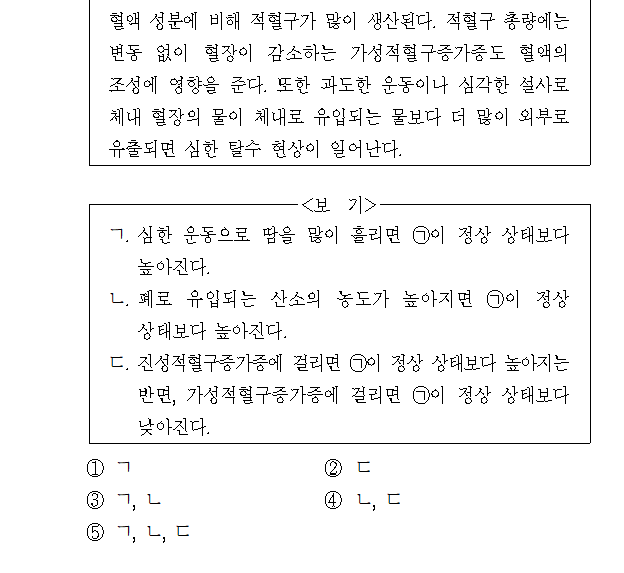 혈액 성분에 비해 적혈구가 많이 생산된다. 적혈구 총량에는
변동 없이 혈장이 감소하는 가성적혈구증가증도 혈액의
조성에 영향을 준다. 또한 과도한 운동이나 심각한 설사로
체내 혈장의 물이 체내로 유입되는 물보다 더 많이 외부로
유출되면 심한 탈수 현상이 일어난다.
<보 기>
ㄱ. 심한 운동으로 땀을 많이 흘리면 ㉠이 정상 상태보다
높아진다.
ㄴ. 폐로 유입되는 산소의 농도가 높아지면 ㉠이 정상
상태보다 높아진다.
ㄷ. 진성적혈구증가증에 걸리면 ㉠이 정상 상태보다 높아지는
반면, 가성적혈구증가증에 걸리면 ㉠이 정상 상태보다
낮아진다.
① ㄱ ② ㄷ
③ ㄱ, ㄴ ④ ㄴ, ㄷ
⑤ ㄱ, ㄴ, ㄷ